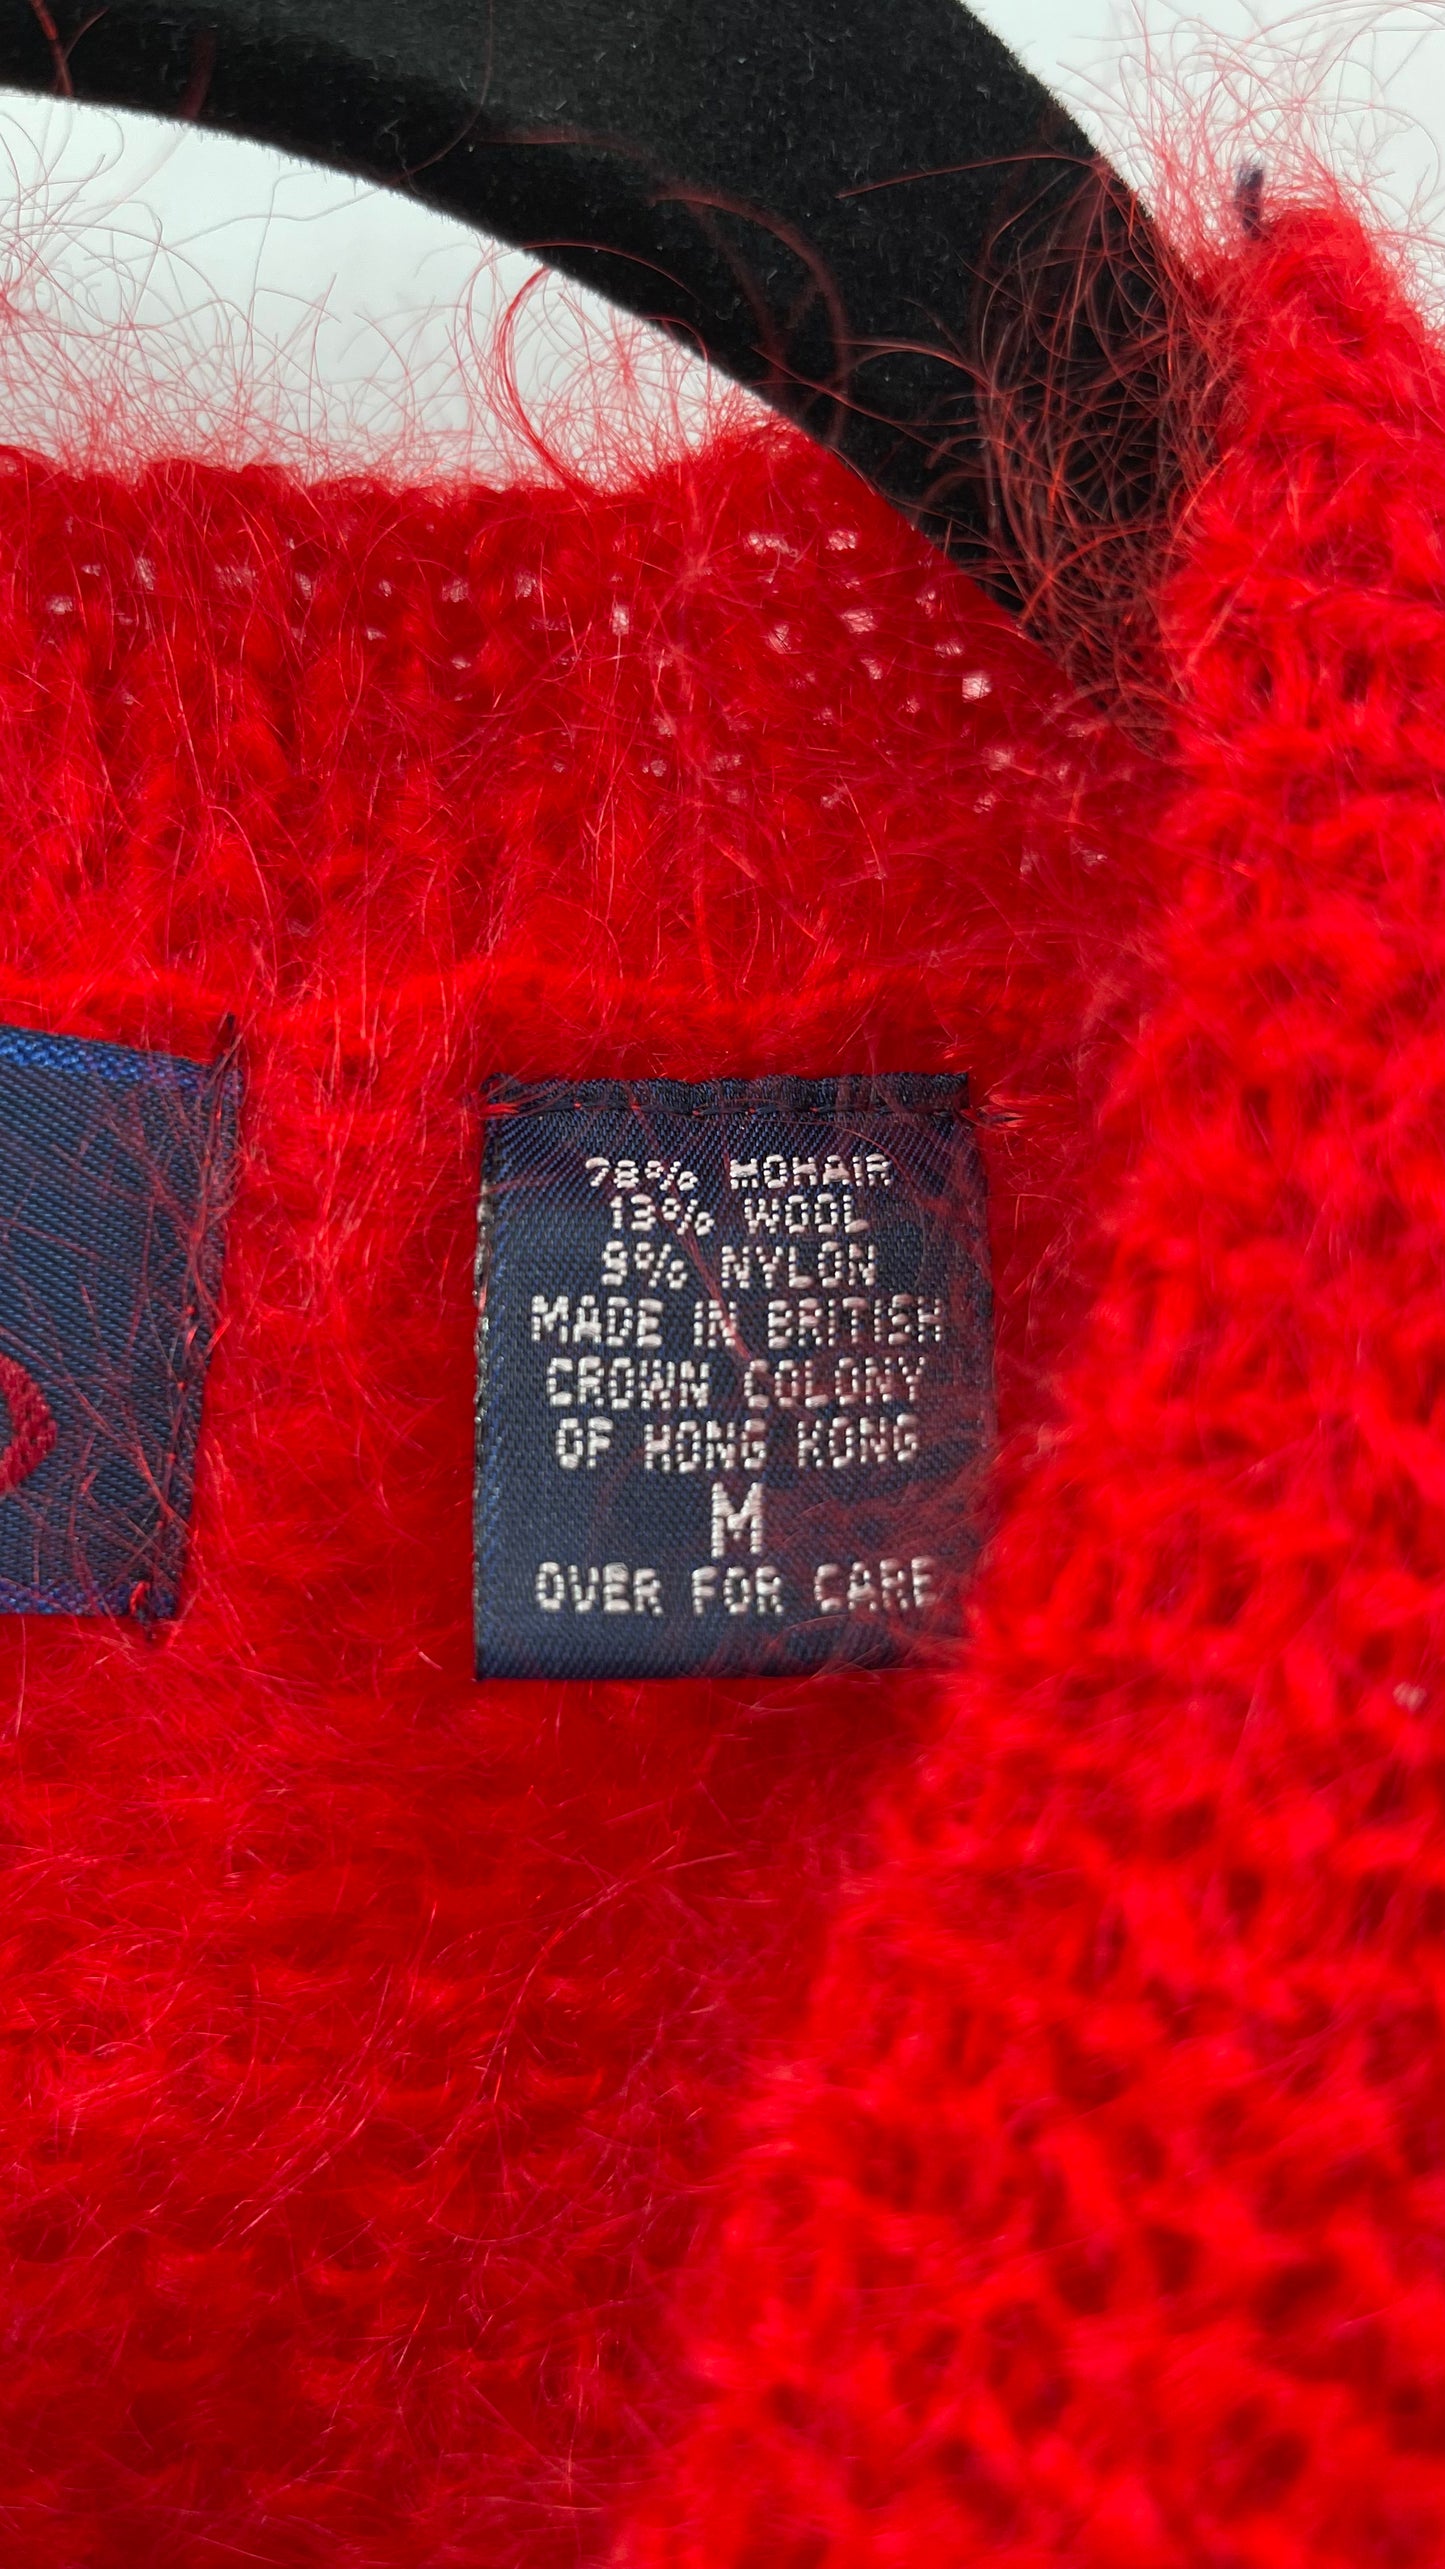 78% MOHAIR
13% WOOL
9% NYLON
MADE IN BRITISH
CROWN COLONY
OF HONG KONG
M
OVER FOR CARE